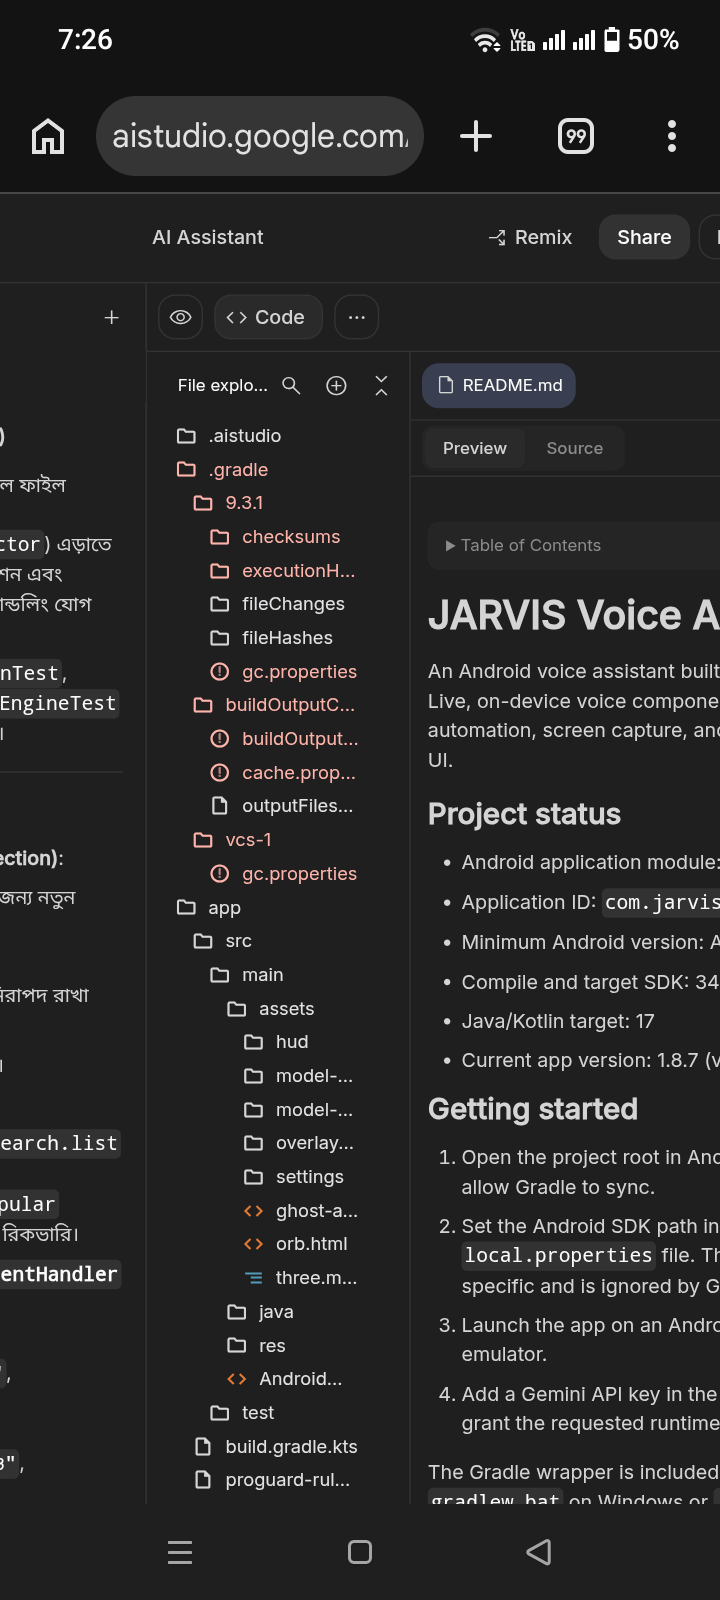 7:26
Vo LTED
50%
aistudio.google.com/
99
AI Assistant
Remix
Share
Code
)
ল ফাইল
ctor) এড়াতে
শন এবং
ন্ডলিং যোগ
nTest,
EngineTest
।
ection):
জন্য নতুন
রাপদ রাখা
।
earch.list
pular
রিকভারি।
entHandler
",
3",
File explo...
.aistudio
.gradle
9.3.1
checksums
executionH...
fileChanges
fileHashes
gc.properties
buildOutputC...
buildOutput...
cache.prop...
outputFiles...
vcs-1
gc.properties
app
src
main
assets
hud
model-...
model-...
overlay...
settings
ghost-a...
orb.html
three.m...
java
res
Android...
test
build.gradle.kts
proguard-rul...
README.md
Preview
Source
Table of Contents
JARVIS Voice A
An Android voice assistant built
Live, on-device voice compone
automation, screen capture, and
UI.
Project status
• Android application module:
• Application ID: com.jarvis
• Minimum Android version: A
• Compile and target SDK: 34
• Java/Kotlin target: 17
• Current app version: 1.8.7 (v
Getting started
1. Open the project root in And
allow Gradle to sync.
2. Set the Android SDK path in
local.properties file. Th
specific and is ignored by G
3. Launch the app on an Andro
emulator.
4. Add a Gemini API key in the
grant the requested runtime
The Gradle wrapper is included
gradlew.bat on Windows or